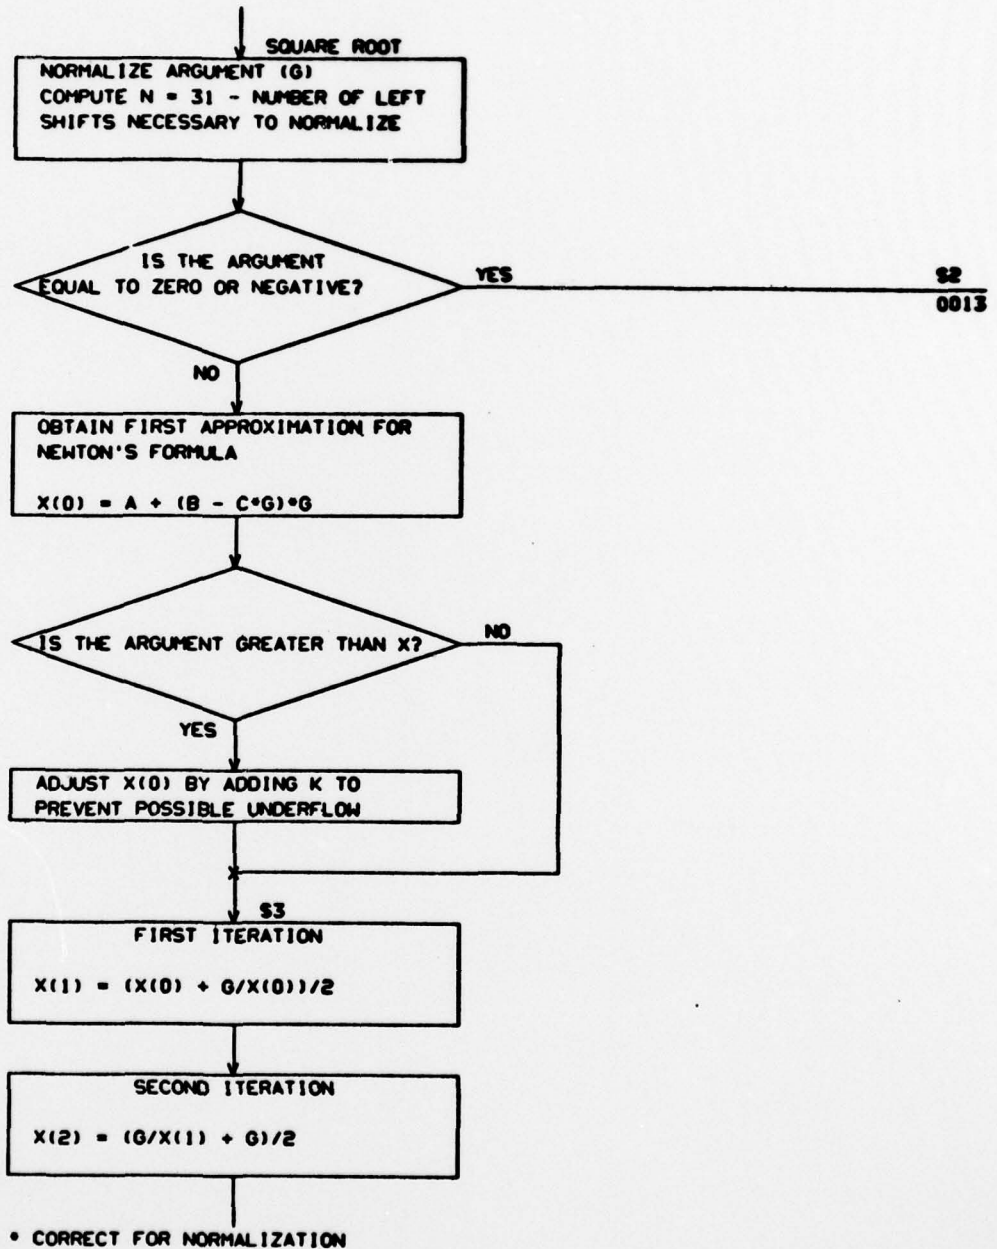 SQUARE ROOT
NORMALIZE ARGUMENT (G)
COMPUTE N = 31 - NUMBER OF LEFT
SHIFTS NECESSARY TO NORMALIZE
IS THE ARGUMENT
EQUAL TO ZERO OR NEGATIVE?
YES
S2
0013
NO
OBTAIN FIRST APPROXIMATION FOR
NEWTON'S FORMULA
X(0) = A + (B - C*G)*G
IS THE ARGUMENT GREATER THAN X?
NO
YES
ADJUST X(0) BY ADDING K TO
PREVENT POSSIBLE UNDERFLOW
X
S3
FIRST ITERATION
X(1) = (X(0) + G/X(0))/2
SECOND ITERATION
X(2) = (G/X(1) + G)/2
* CORRECT FOR NORMALIZATION